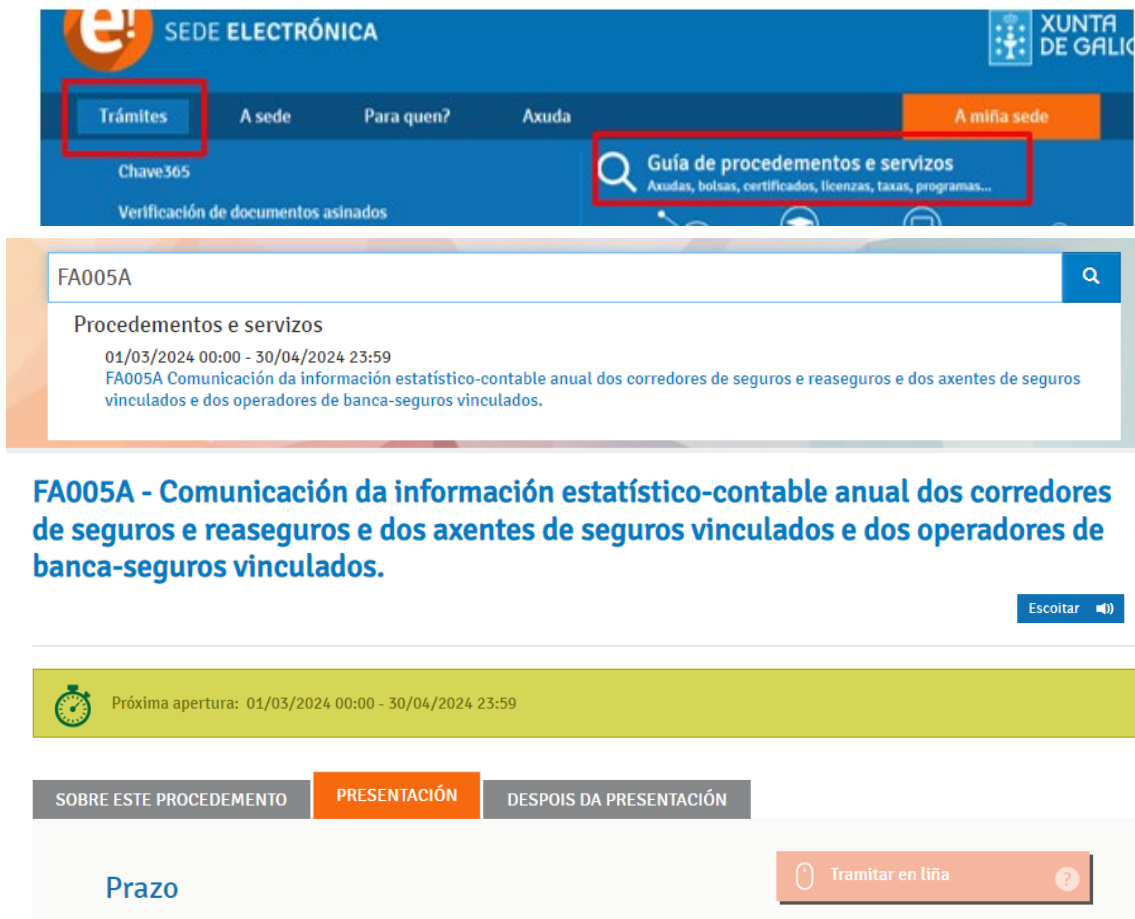 e!
SEDE ELECTRÓNICA
XUNTA
DE
Trámites
A sede
Para quen?
Axuda
A miña sede
Chave365
Verificación de documentos asinados
Guía de procedementos e servizos
Axudas, bolsas, certificados, licenzas, taxas, programas...
FA005A
Procedementos e servizos
01/03/2024 00:00 - 30/04/2024 23:59
FA005A Comunicación da información estatístico-contable anual dos corredores de seguros e reaseguros e dos axentes de seguros
vinculados e dos operadores de banca-seguros vinculados.
FA005A - Comunicación da información estatístico-contable anual dos corredores
de seguros e reaseguros e dos axentes de seguros vinculados e dos operadores de
banca-seguros vinculados.
Escoitar
Próxima apertura: 01/03/2024 00:00 - 30/04/2024 23:59
SOBRE ESTE PROCEDEMENTO
PRESENTACIÓN
DESPOIS DA PRESENTACIÓN
Prazo
Tramitar en liña
?